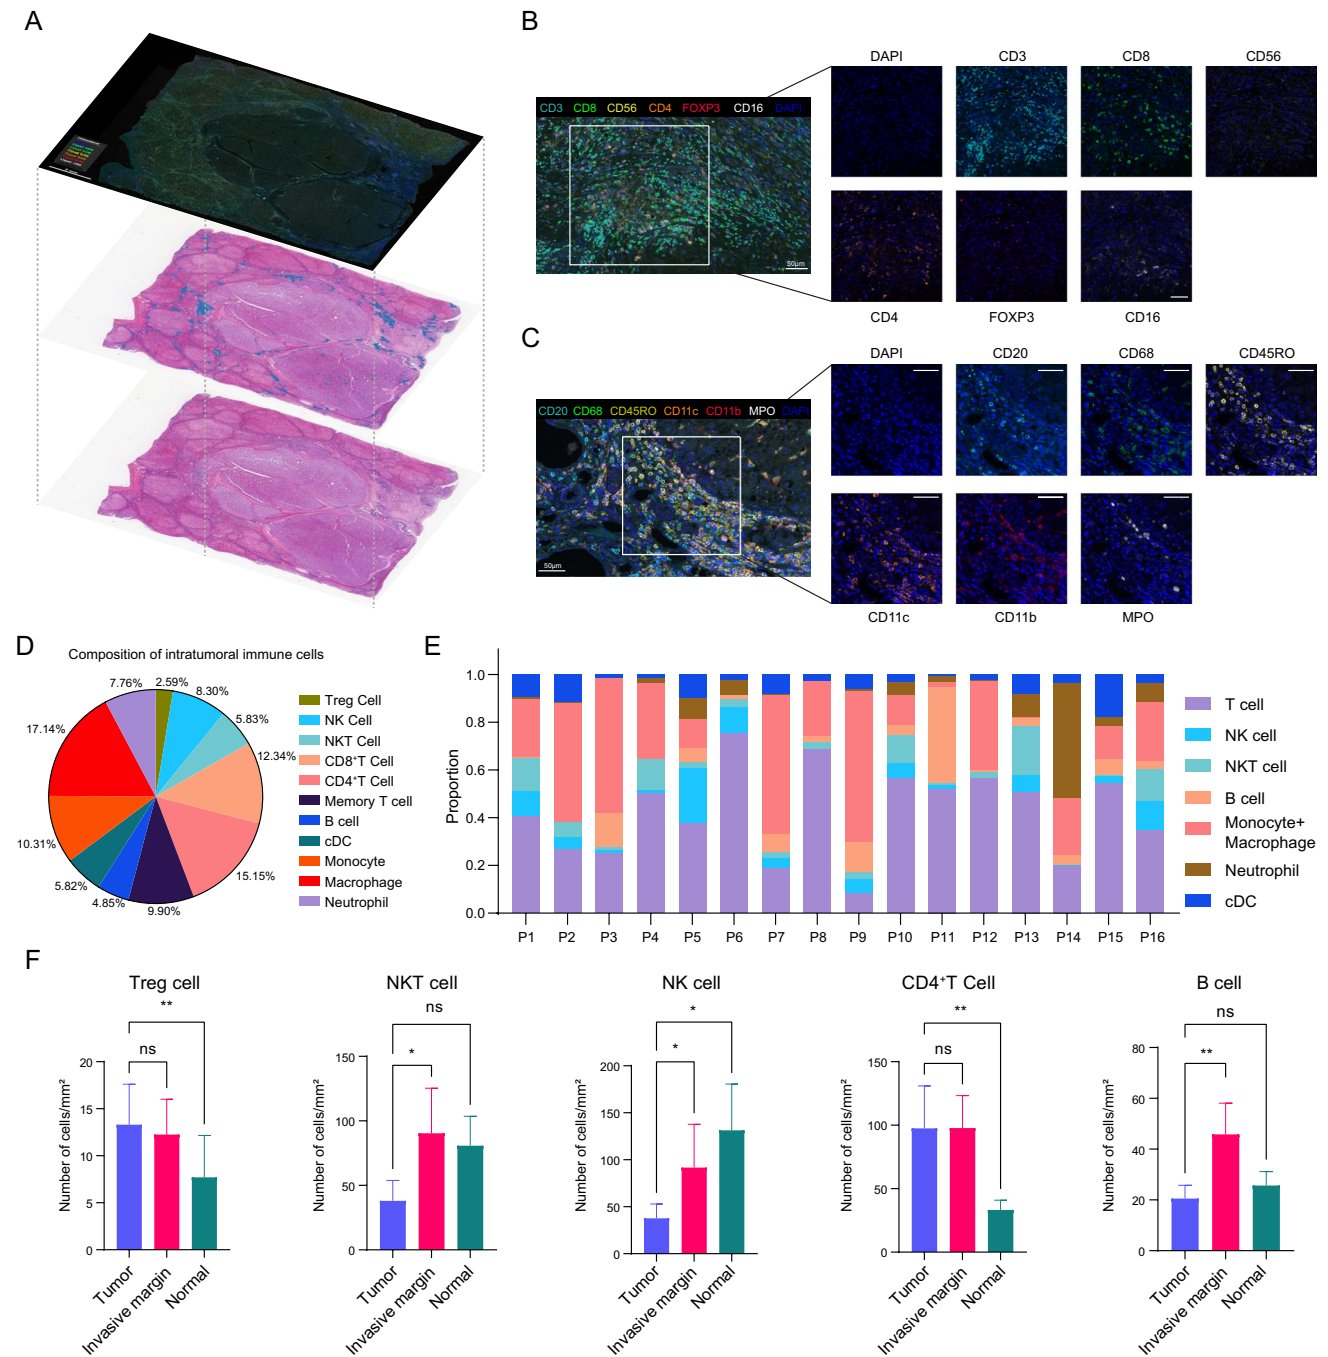 A
B
DAPI CD3 CD8 CD56
CD3 CD8 CD56 CD4 FOXP3 CD16 DAPI
50μm
CD4 FOXP3 CD16
C
DAPI CD20 CD68 CD45RO
CD20 CD68 CD45RO CD11c CD11b MPO DAPI
50μm
CD11c CD11b MPO
D
Composition of intratumoral immune cells
2.59%
8.30%
5.83%
12.34%
15.15%
9.90%
4.85%
5.82%
10.31%
17.14%
7.76%
Treg Cell
NK Cell
NKT Cell
CD8⁺T Cell
CD4⁺T Cell
Memory T cell
B cell
cDC
Monocyte
Macrophage
Neutrophil
E
Proportion
1.0
0.8
0.6
0.4
0.2
0.0
P1 P2 P3 P4 P5 P6 P7 P8 P9 P10 P11 P12 P13 P14 P15 P16
T cell
NK cell
NKT cell
B cell
Monocyte+
Macrophage
Neutrophil
cDC
F
Treg cell
**
ns
Number of cells/mm²
20
15
10
5
0
Tumor
Invasive margin
Normal
NKT cell
ns
*
Number of cells/mm²
150
100
50
0
Tumor
Invasive margin
Normal
NK cell
*
*
Number of cells/mm²
200
150
100
50
0
Tumor
Invasive margin
Normal
CD4⁺T Cell
**
ns
Number of cells/mm²
150
100
50
0
Tumor
Invasive margin
Normal
B cell
ns
**
Number of cells/mm²
80
60
40
20
0
Tumor
Invasive margin
Normal